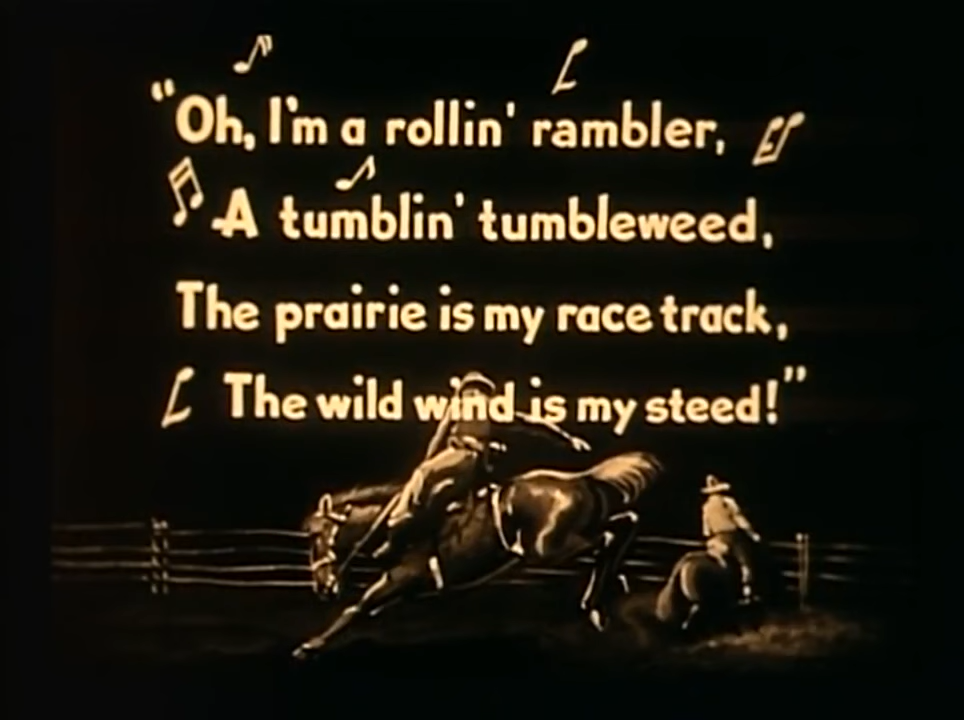 "Oh, I'm a rollin' rambler,
A tumblin' tumbleweed,
The prairie is my race track,
The wild wind is my steed!"